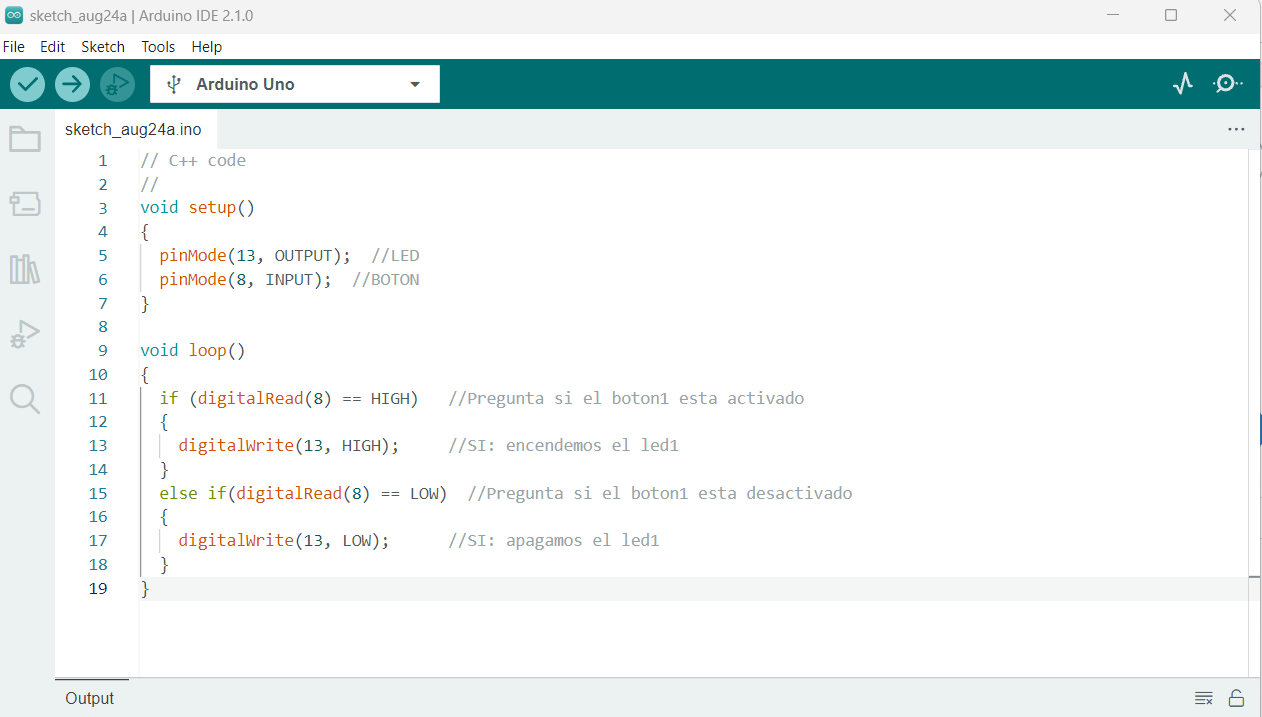 sketch_aug24a | Arduino IDE 2.1.0
File Edit Sketch Tools Help
Arduino Uno
sketch_aug24a.ino
1 // C++ code
2 //
3 void setup()
4 {
5   pinMode(13, OUTPUT);  //LED
6   pinMode(8, INPUT);  //BOTON
7 }
8
9 void loop()
10 {
11   if (digitalRead(8) == HIGH)   //Pregunta si el boton1 esta activado
12   {
13     digitalWrite(13, HIGH);     //SI: encendemos el led1
14   }
15   else if(digitalRead(8) == LOW)  //Pregunta si el boton1 esta desactivado
16   {
17     digitalWrite(13, LOW);      //SI: apagamos el led1
18   }
19 }
Output